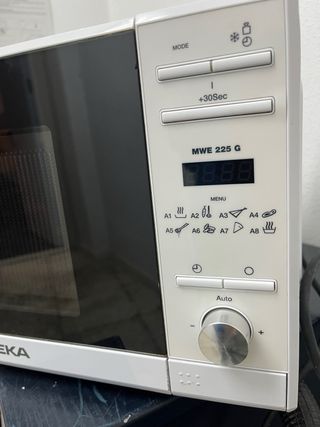 MODE
+30Sec
MWE 225 G
MENU
A1 A2 A3 A4
A5 A6 A7 A8
Auto
- +
EKA